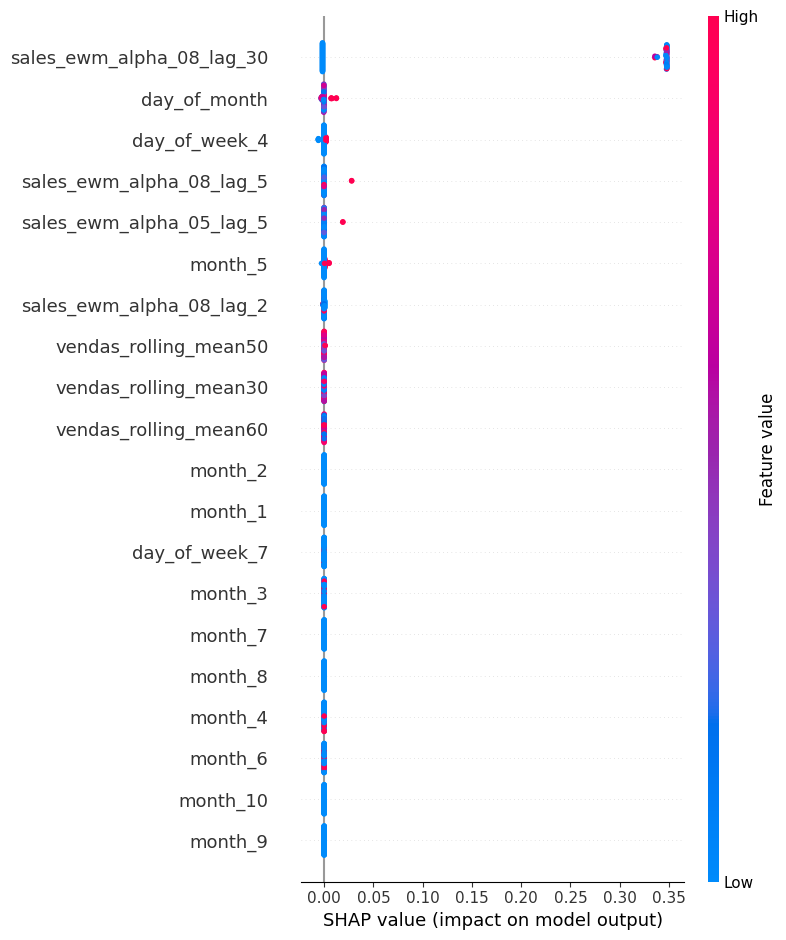 High
sales_ewm_alpha_08_lag_30
day_of_month
day_of_week_4
sales_ewm_alpha_08_lag_5
sales_ewm_alpha_05_lag_5
month_5
sales_ewm_alpha_08_lag_2
vendas_rolling_mean50
vendas_rolling_mean30
vendas_rolling_mean60
month_2
month_1
day_of_week_7
month_3
month_7
month_8
month_4
month_6
month_10
month_9
Feature value
Low
0.00 0.05 0.10 0.15 0.20 0.25 0.30 0.35
SHAP value (impact on model output)